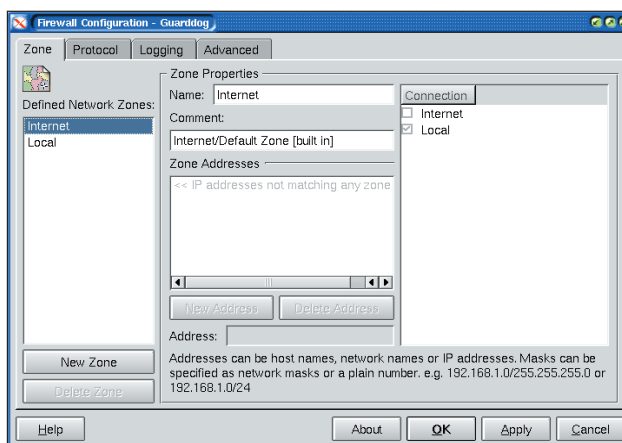 Firewall Configuration - Guarddog
Zone Protocol Logging Advanced
Defined Network Zones:
Internet
Local
New Zone
Delete Zone
Zone Properties
Name: Internet
Comment:
Internet/Default Zone [built in]
Zone Addresses
<< IP addresses not matching any zone
New Address Delete Address
Address:
Connection
Internet
Local
Addresses can be host names, network names or IP addresses. Masks can be
specified as network masks or a plain number. e.g. 192.168.1.0/255.255.255.0 or
192.168.1.0/24
Help About OK Apply Cancel